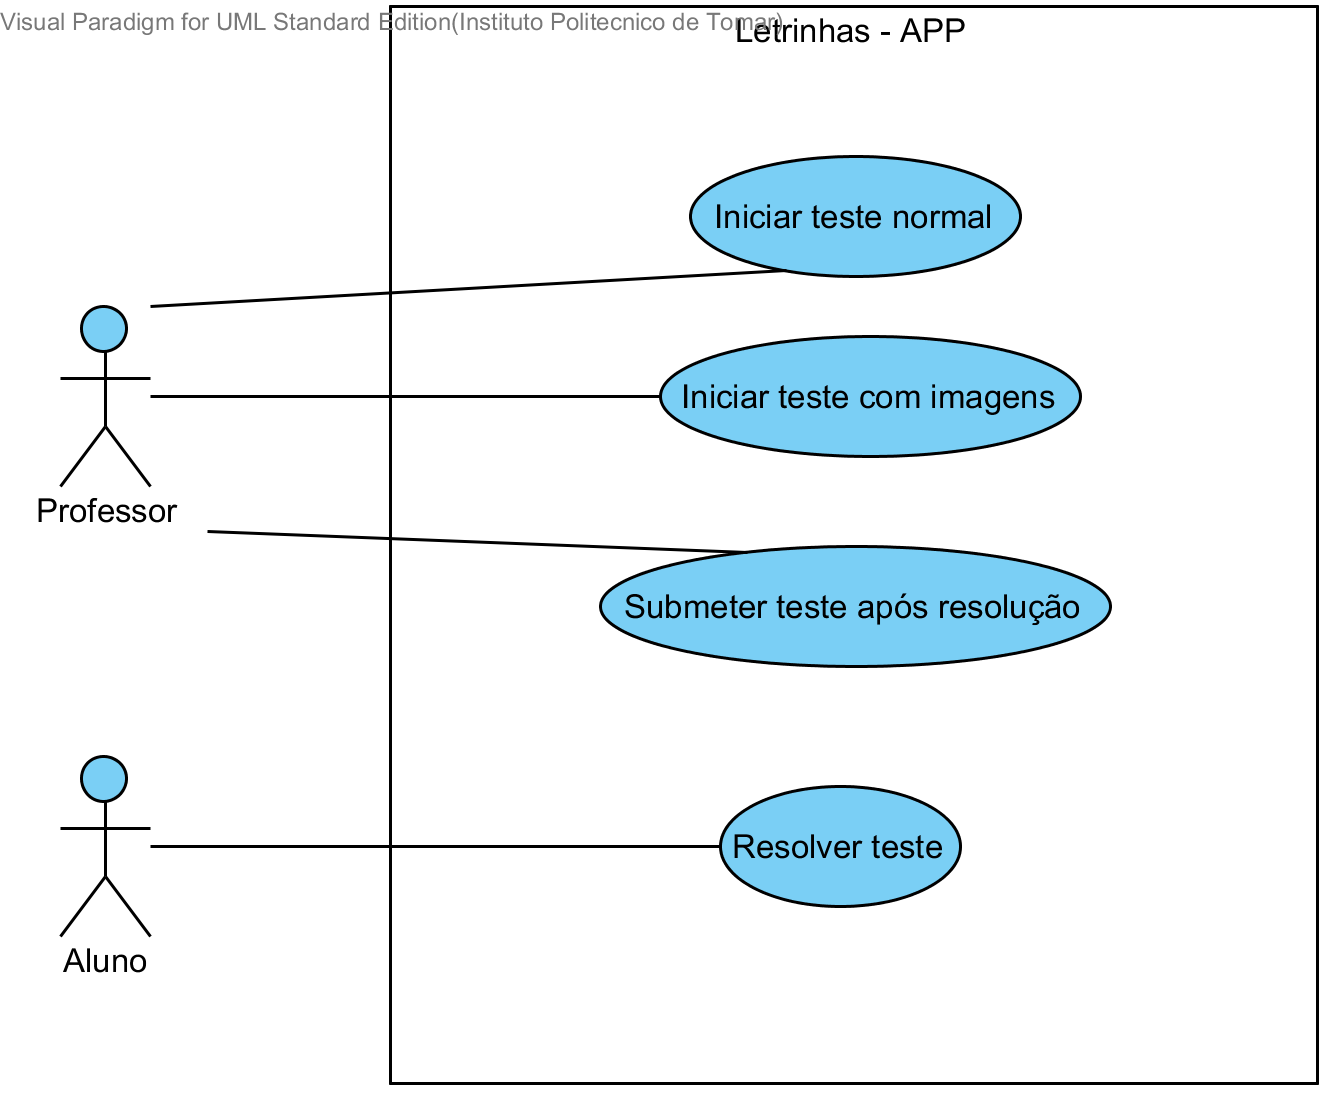 Visual Paradigm for UML Standard Edition(Instituto Politecnico de Tomar)
Letrinhas - APP
Iniciar teste normal
Iniciar teste com imagens
Professor
Submeter teste após resolução
Resolver teste
Aluno